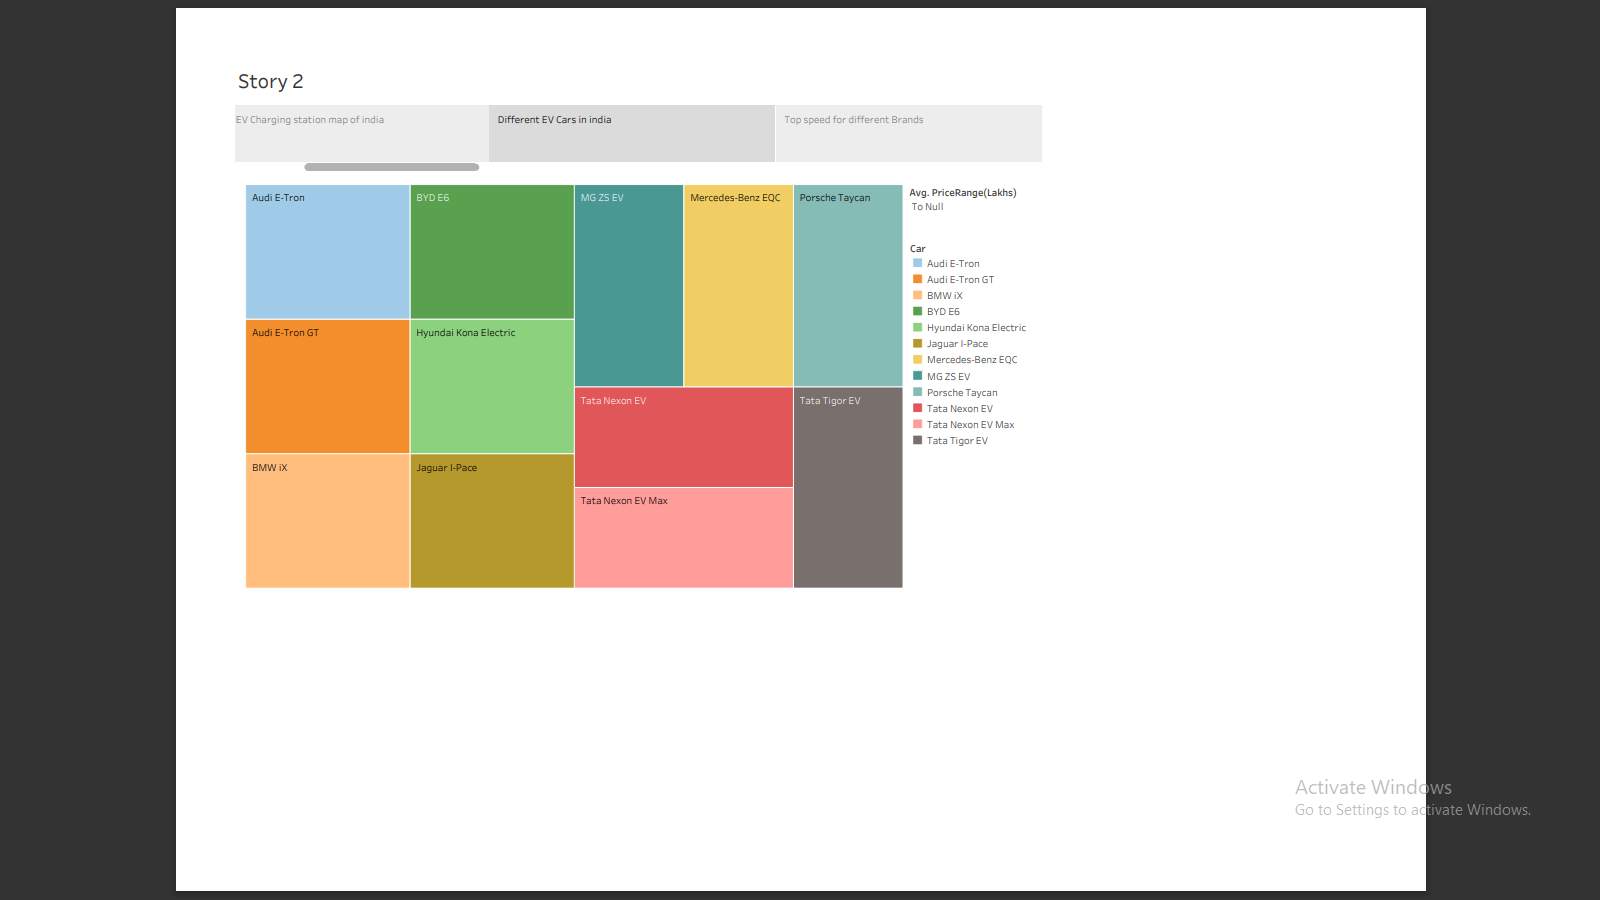 Story 2
EV Charging station map of india
Different EV Cars in india
Top speed for different Brands
Audi E-Tron
BYD E6
MG ZS EV
Mercedes-Benz EQC
Porsche Taycan
Audi E-Tron GT
Hyundai Kona Electric
Tata Nexon EV
Tata Tigor EV
BMW iX
Jaguar I-Pace
Tata Nexon EV Max
Avg. PriceRange(Lakhs)
To Null
Car
Audi E-Tron
Audi E-Tron GT
BMW iX
BYD E6
Hyundai Kona Electric
Jaguar I-Pace
Mercedes-Benz EQC
MG ZS EV
Porsche Taycan
Tata Nexon EV
Tata Nexon EV Max
Tata Tigor EV
Activate Windows
Go to Settings to activate Windows.